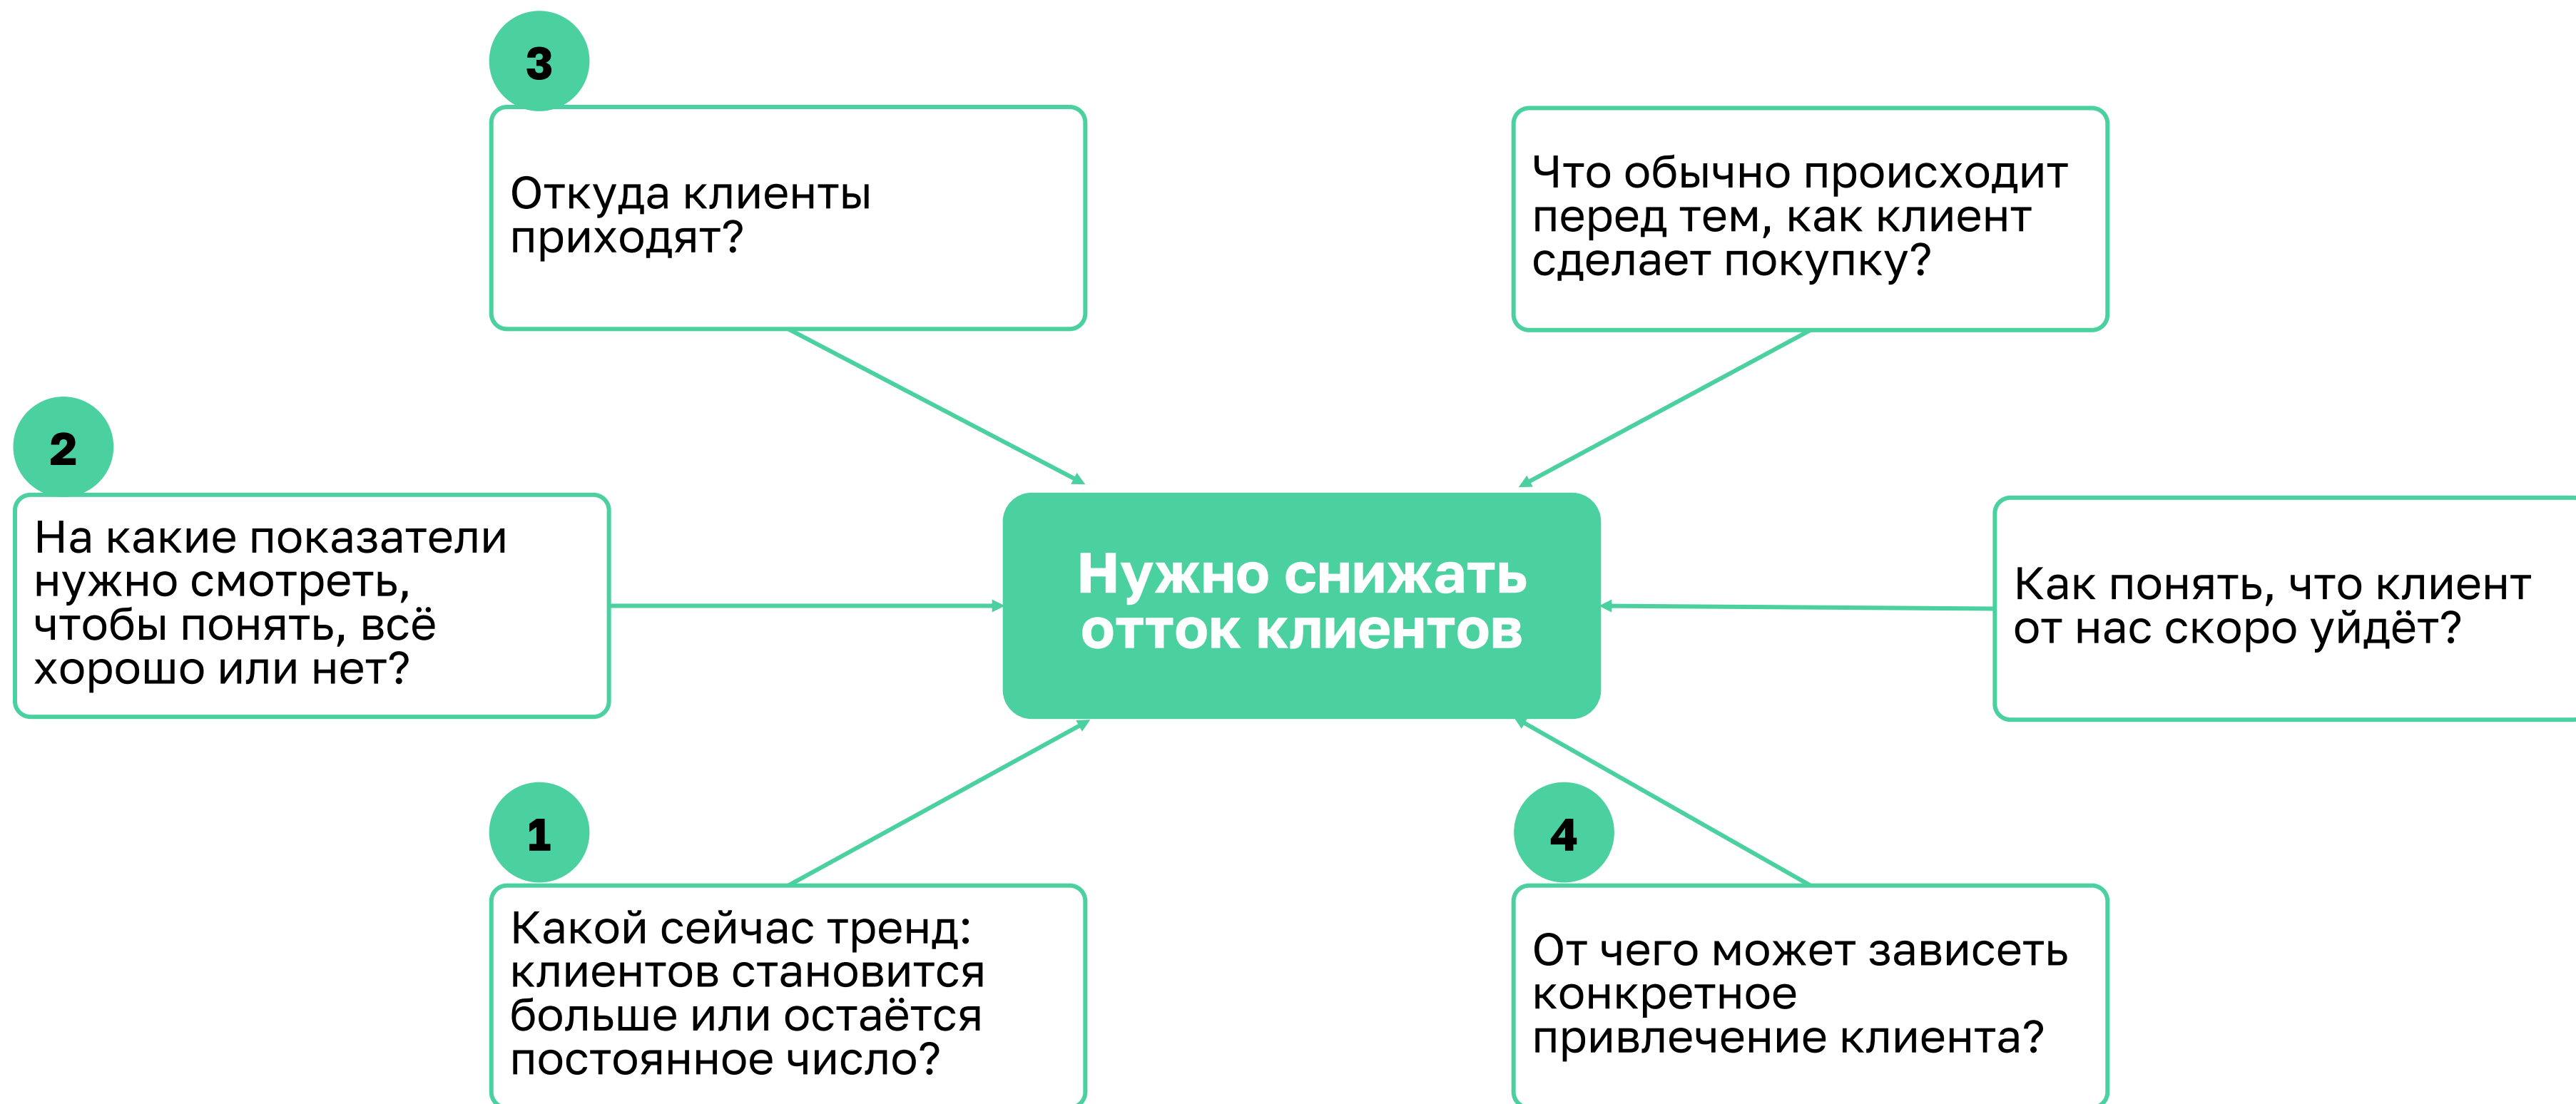 3
Откуда клиенты
приходят?
Что обычно происходит
перед тем, как клиент
сделает покупку?
2
На какие показатели
нужно смотреть,
чтобы понять, всё
хорошо или нет?
Нужно снижать
отток клиентов
Как понять, что клиент
от нас скоро уйдёт?
1
Какой сейчас тренд:
клиентов становится
больше или остаётся
постоянное число?
4
От чего может зависеть
конкретное
привлечение клиента?